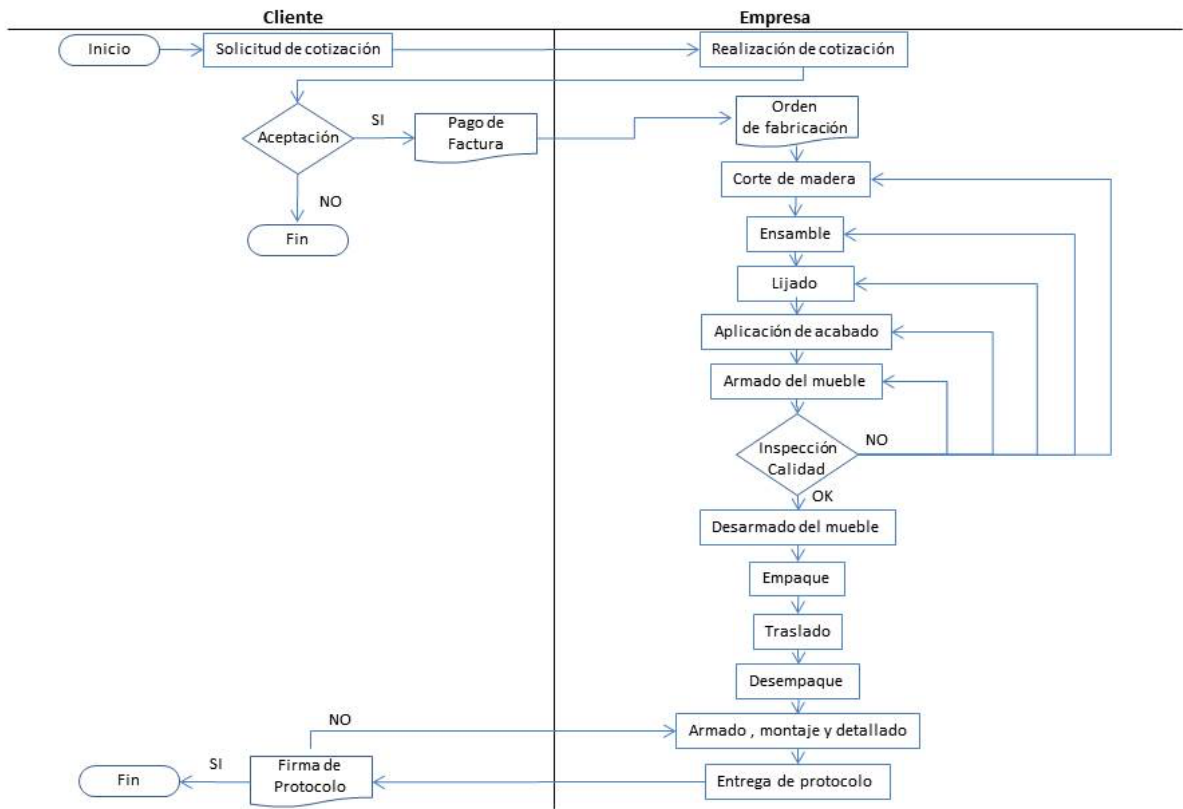 Cliente
Empresa
Inicio
Solicitud de cotización
Realización de cotización
Aceptación
SI
Pago de
Factura
Orden
de fabricación
NO
Fin
Corte de madera
Ensamble
Lijado
Aplicación de acabado
Armado del mueble
Inspección
Calidad
NO
OK
Desarmado del mueble
Empaque
Traslado
Desempaque
NO
Armado , montaje y detallado
Fin
SI
Firma de
Protocolo
Entrega de protocolo